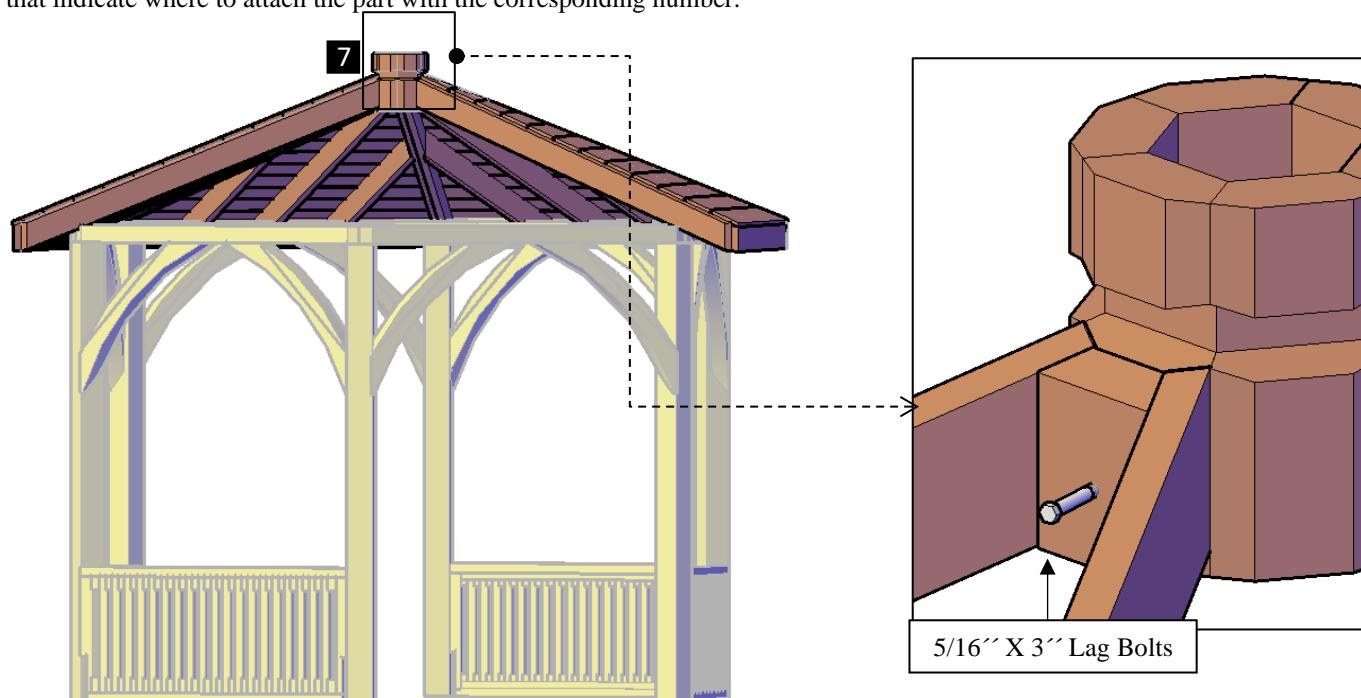 that indicate where to attach the part with the corresponding number.
7
5/16´´ X 3´´ Lag Bolts